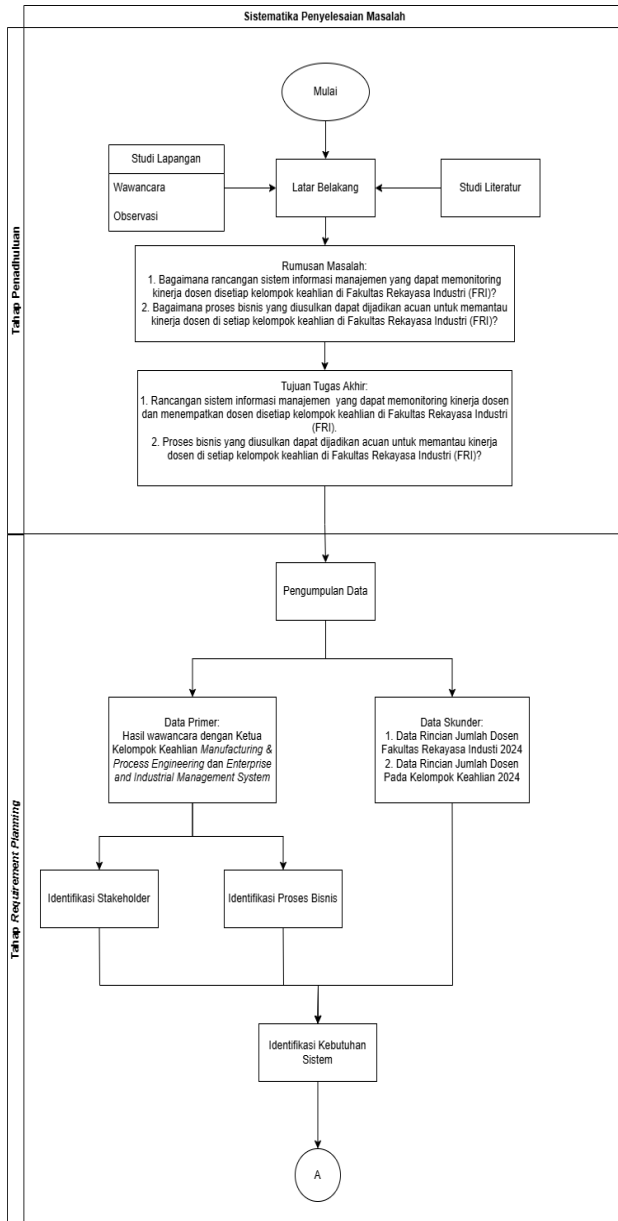 Sistematika Penyelesaian Masalah
Tahap Penadhuluan
Mulai
Studi Lapangan
Wawancara
Observasi
Latar Belakang
Studi Literatur
Rumusan Masalah:
1. Bagaimana rancangan sistem informasi manajemen yang dapat memonitoring
kinerja dosen disetiap kelompok keahlian di Fakultas Rekayasa Industri (FRI)?
2. Bagaimana proses bisnis yang diusulkan dapat dijadikan acuan untuk memantau
kinerja dosen di setiap kelompok keahlian di Fakultas Rekayasa Industri (FRI)?
Tujuan Tugas Akhir:
1. Rancangan sistem informasi manajemen yang dapat memonitoring kinerja dosen
dan menempatkan dosen disetiap kelompok keahlian di Fakultas Rekayasa Industri
(FRI).
2. Proses bisnis yang diusulkan dapat dijadikan acuan untuk memantau kinerja
dosen di setiap kelompok keahlian di Fakultas Rekayasa Industri (FRI)?
Tahap Requirement Planning
Pengumpulan Data
Data Primer:
Hasil wawancara dengan Ketua
Kelompok Keahlian Manufacturing &
Process Engineering dan Enterprise
and Industrial Management System
Data Skunder:
1. Data Rincian Jumlah Dosen
Fakultas Rekayasa Industi 2024
2. Data Rincian Jumlah Dosen
Pada Kelompok Keahlian 2024
Identifikasi Stakeholder
Identifikasi Proses Bisnis
Identifikasi Kebutuhan
Sistem
A